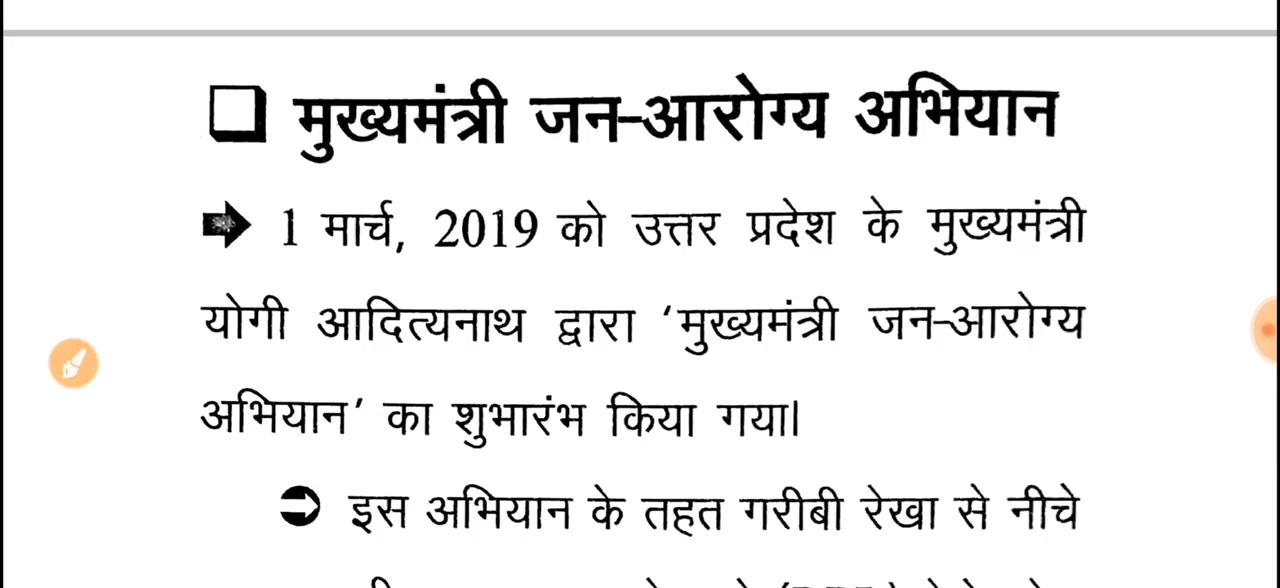 ❑ मुख्यमंत्री जन-आरोग्य अभियान
➡ 1 मार्च, 2019 को उत्तर प्रदेश के मुख्यमंत्री
योगी आदित्यनाथ द्वारा ‘मुख्यमंत्री जन-आरोग्य
अभियान’ का शुभारंभ किया गया।
➲ इस अभियान के तहत गरीबी रेखा से नीचे